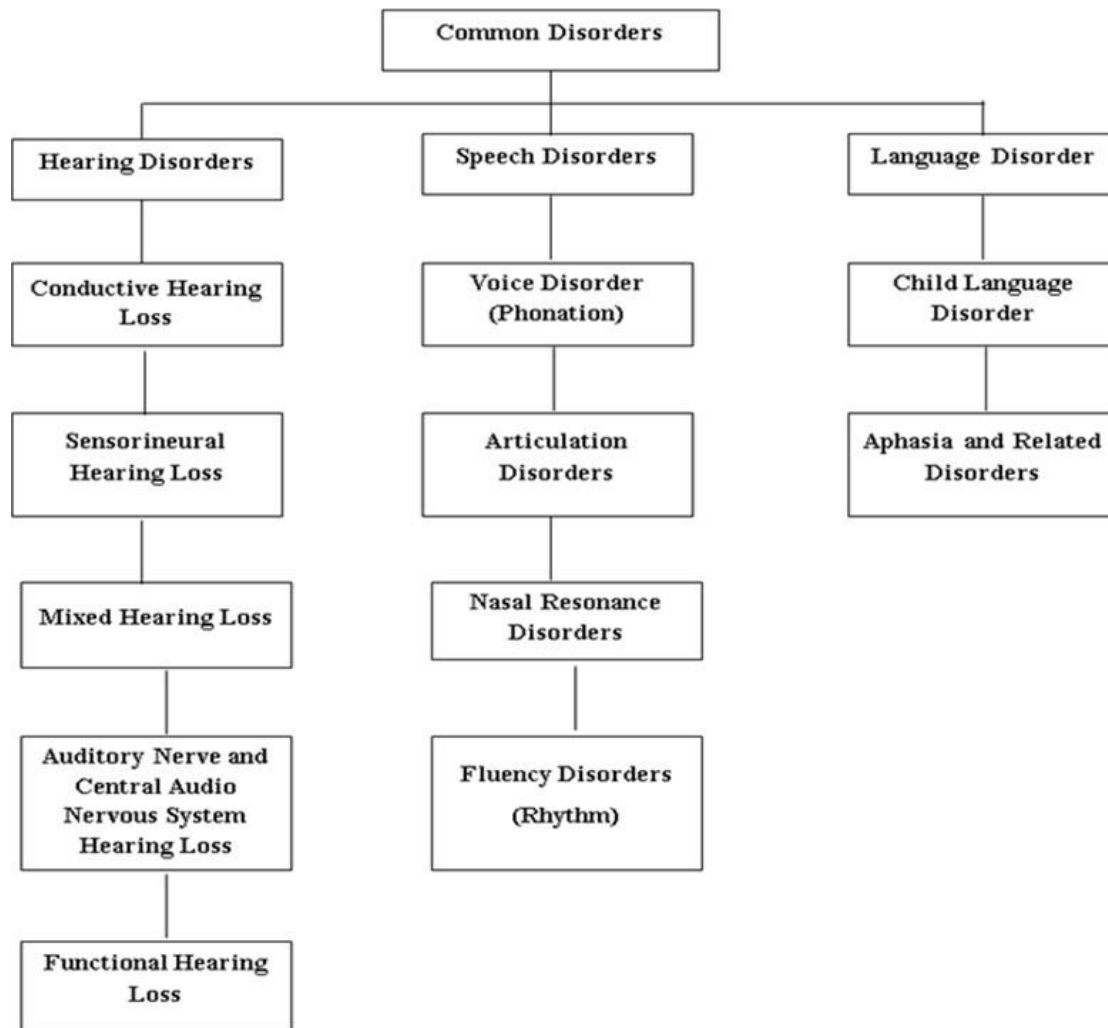 Common Disorders
Hearing Disorders
Speech Disorders
Language Disorder
Conductive Hearing
Loss
Voice Disorder
(Phonation)
Child Language
Disorder
Sensorineural
Hearing Loss
Articulation
Disorders
Aphasia and Related
Disorders
Mixed Hearing Loss
Nasal Resonance
Disorders
Auditory Nerve and
Central Audio
Nervous System
Hearing Loss
Fluency Disorders
(Rhythm)
Functional Hearing
Loss